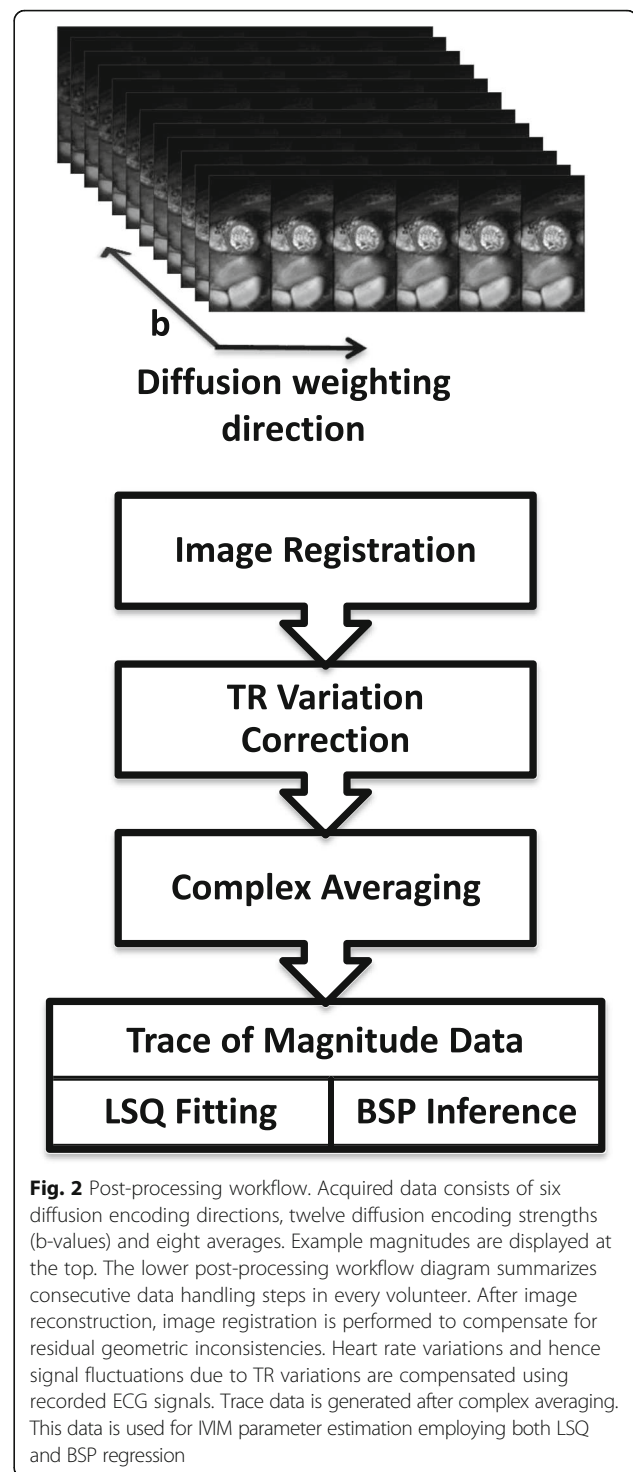 b
Diffusion weighting
direction
Image Registration
TR Variation
Correction
Complex Averaging
Trace of Magnitude Data
LSQ Fitting
BSP Inference
Fig. 2 Post-processing workflow. Acquired data consists of six
diffusion encoding directions, twelve diffusion encoding strengths
(b-values) and eight averages. Example magnitudes are displayed at
the top. The lower post-processing workflow diagram summarizes
consecutive data handling steps in every volunteer. After image
reconstruction, image registration is performed to compensate for
residual geometric inconsistencies. Heart rate variations and hence
signal fluctuations due to TR variations are compensated using
recorded ECG signals. Trace data is generated after complex averaging.
This data is used for IVIM parameter estimation employing both LSQ
and BSP regression